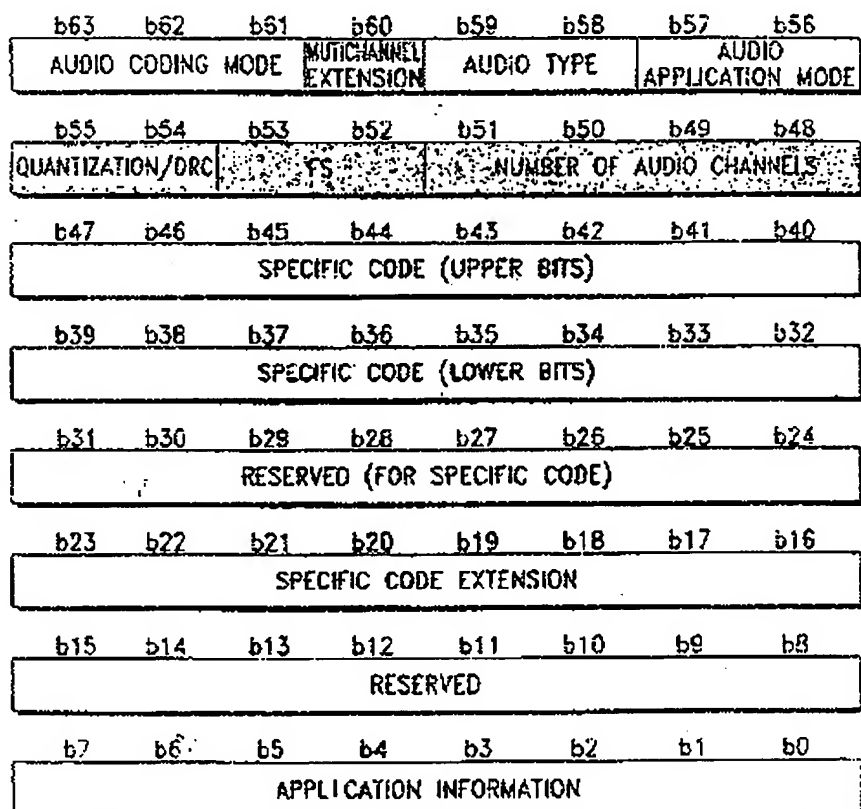 b63 b62 b61 b60 b59 b58 b57 b56
AUDIO CODING MODE
MUTICHANNEL
EXTENSION
AUDIO TYPE
AUDIO
APPLICATION MODE
b55 b54 b53 b52 b51 b50 b49 b48
QUANTIZATION/DRC
FS
NUMBER OF AUDIO CHANNELS
b47 b46 b45 b44 b43 b42 b41 b40
SPECIFIC CODE (UPPER BITS)
b39 b38 b37 b36 b35 b34 b33 b32
SPECIFIC CODE (LOWER BITS)
b31 b30 b29 b28 b27 b26 b25 b24
RESERVED (FOR SPECIFIC CODE)
b23 b22 b21 b20 b19 b18 b17 b16
SPECIFIC CODE EXTENSION
b15 b14 b13 b12 b11 b10 b9 b8
RESERVED
b7 b6 b5 b4 b3 b2 b1 b0
APPLICATION INFORMATION